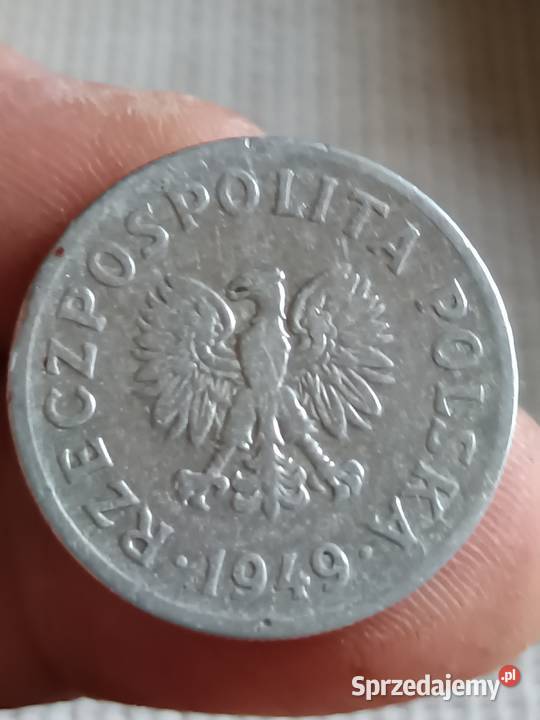 RZECZPOSPOLITA POLSKA
·1949·
Sprzedajemy.pl